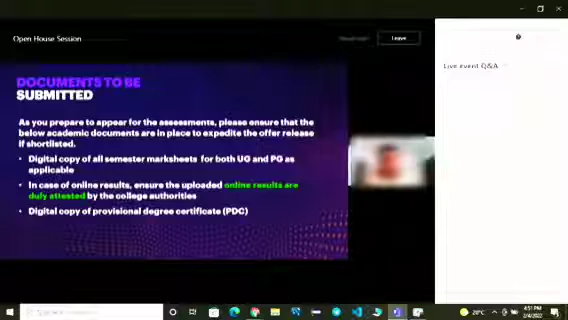 Open House Session
Leave
Live event Q&A
DOCUMENTS TO BE
SUBMITTED
As you prepare to appear for the assessments, please ensure that the
below academic documents are in place to expedite the offer release
if shortlisted.
• Digital copy of all semester marksheets for both UG and PG as
applicable
• In case of online results, ensure the uploaded online results are
duly attested by the college authorities
• Digital copy of provisional degree certificate (PDC)
4:51 PM
2/4/2022